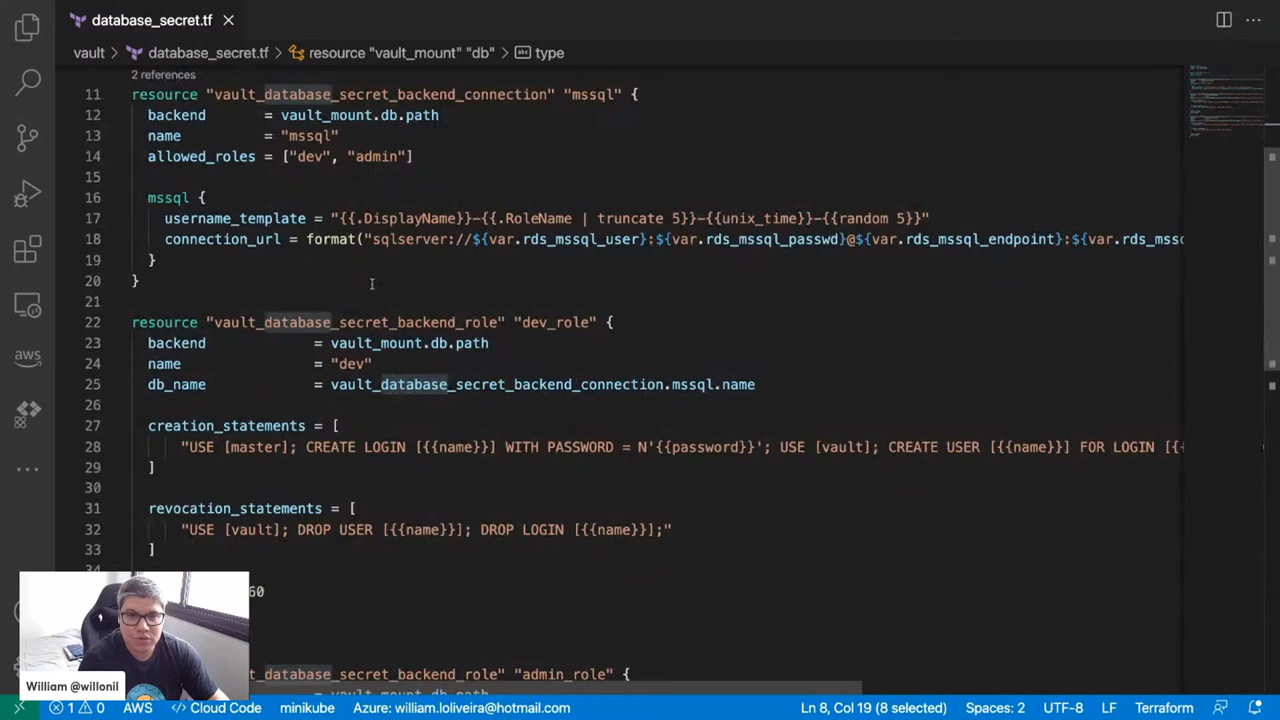 database_secret.tf
vault > database_secret.tf > resource "vault_mount" "db" > type
2 references
11 resource "vault_database_secret_backend_connection" "mssql" {
12 backend = vault_mount.db.path
13 name = "mssql"
14 allowed_roles = ["dev", "admin"]
15
16 mssql {
17 username_template = "{{.DisplayName}}-{{.RoleName | truncate 5}}-{{unix_time}}-{{random 5}}"
18 connection_url = format("sqlserver://${var.rds_mssql_user}:${var.rds_mssql_passwd}@${var.rds_mssql_endpoint}:${var.rds_mssq
19 }
20 }
21
22 resource "vault_database_secret_backend_role" "dev_role" {
23 backend = vault_mount.db.path
24 name = "dev"
25 db_name = vault_database_secret_backend_connection.mssql.name
26
27 creation_statements = [
28 "USE [master]; CREATE LOGIN [{{name}}] WITH PASSWORD = N'{{password}}'; USE [vault]; CREATE USER [{{name}}] FOR LOGIN [{{
29 ]
30
31 revocation_statements = [
32 "USE [vault]; DROP USER [{{name}}]; DROP LOGIN [{{name}}];"
33 ]
60
_database_secret_backend_role" "admin_role" {
= vault_mount.db.path
aws
William @willonil
1 0 AWS Cloud Code minikube Azure: william.loliveira@hotmail.com Ln 8, Col 19 (8 selected) Spaces: 2 UTF-8 LF Terraform